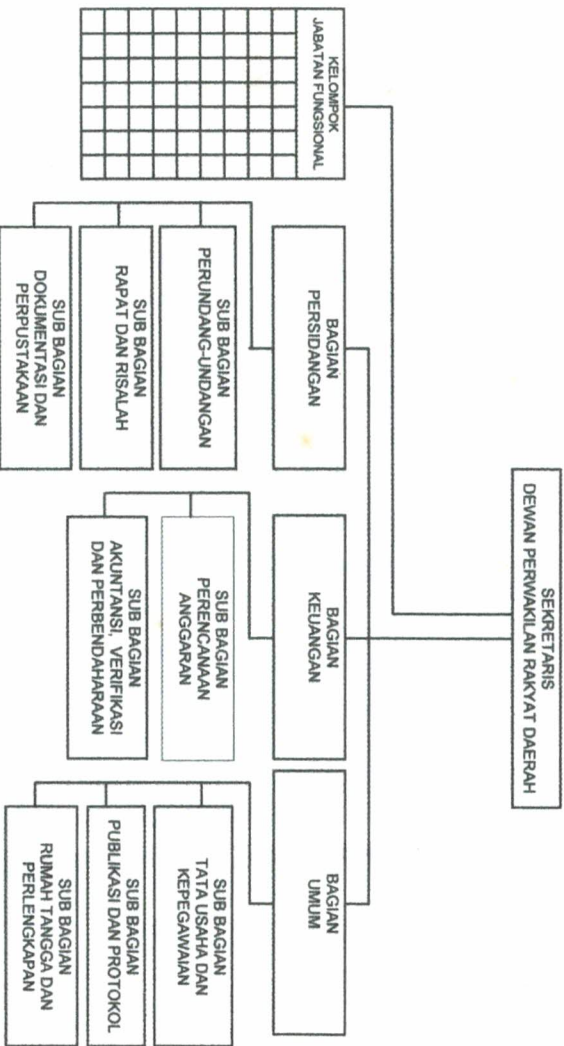 SEKRETARIS
DEWAN PERWAKILAN RAKYAT DAERAH
KELOMPOK
JABATAN FUNGSIONAL
BAGIAN
PERSIDANGAN
SUB BAGIAN
PERUNDANG-UNDANGAN
SUB BAGIAN
RAPAT DAN RISALAH
SUB BAGIAN
DOKUMENTASI DAN
PERPUSTAKAAN
BAGIAN
KEUANGAN
SUB BAGIAN
PERENCANAAN
ANGGARAN
SUB BAGIAN
AKUNTANSI, VERIFIKASI
DAN PERBENDAHARAAN
BAGIAN
UMUM
SUB BAGIAN
TATA USAHA DAN
KEPEGAWAIAN
SUB BAGIAN
PUBLIKASI DAN PROTOKOL
SUB BAGIAN
RUMAH TANGGA DAN
PERLENGKAPAN